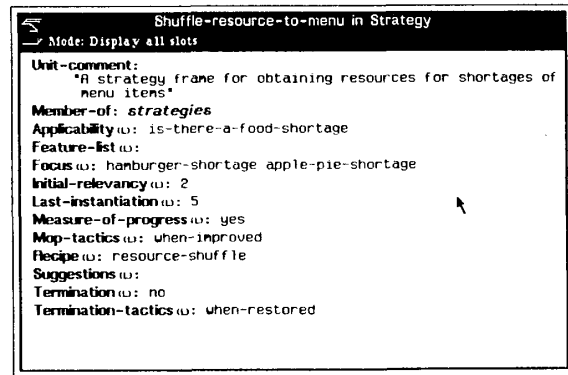 Shuffle-resource-to-menu in Strategy
Mode: Display all slots
Unit-comment:
"A strategy frame for obtaining resources for shortages of
menu items"
Member-of: strategies
Applicability(L): is-there-a-food-shortage
Feature-list(L):
Focus(L): hamburger-shortage apple-pie-shortage
Initial-relevancy(L): 2
Last-instantiation(L): 5
Measure-of-progress(L): yes
Mop-tactics(L): when-improved
Recipe(L): resource-shuffle
Suggestions(L):
Termination(L): no
Termination-tactics(L): when-restored